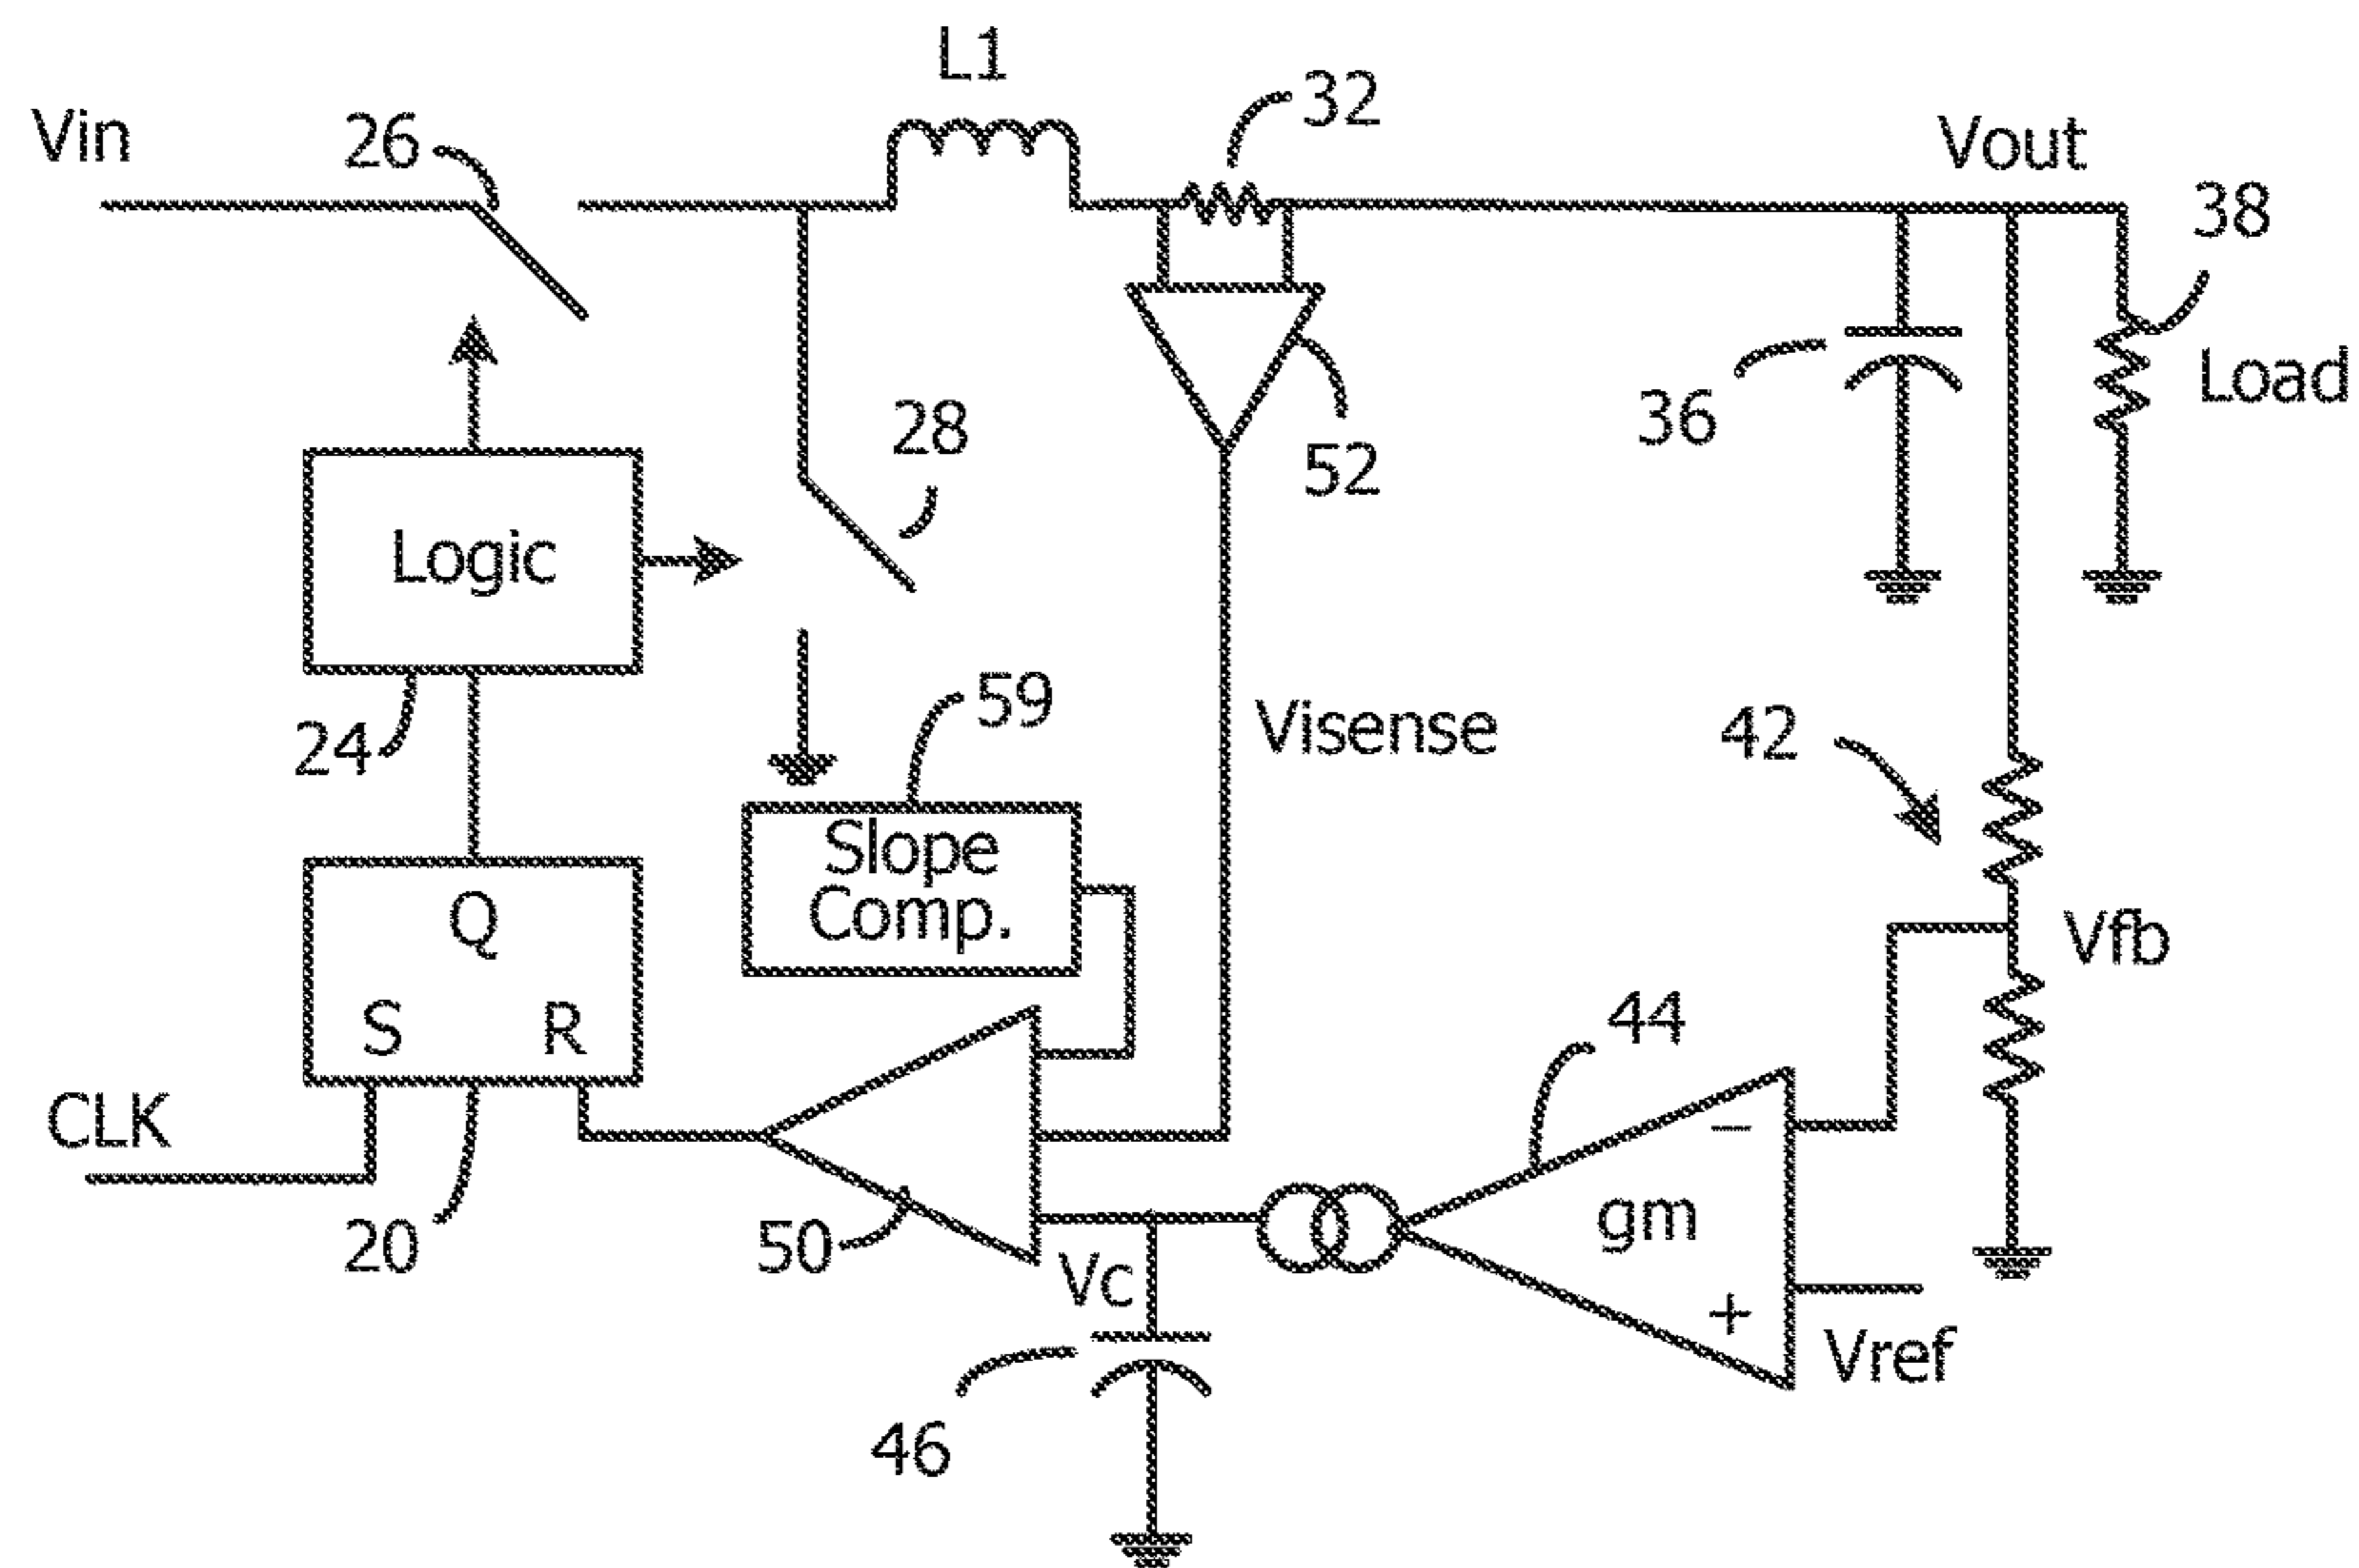 L1
32
Vin
26
Vout
38
Load
36
28
52
Logic
24
59
Visense
42
Slope
Comp.
Q
S R
Vfb
44
CLK
20
50
Vc
gm
−
+
Vref
46